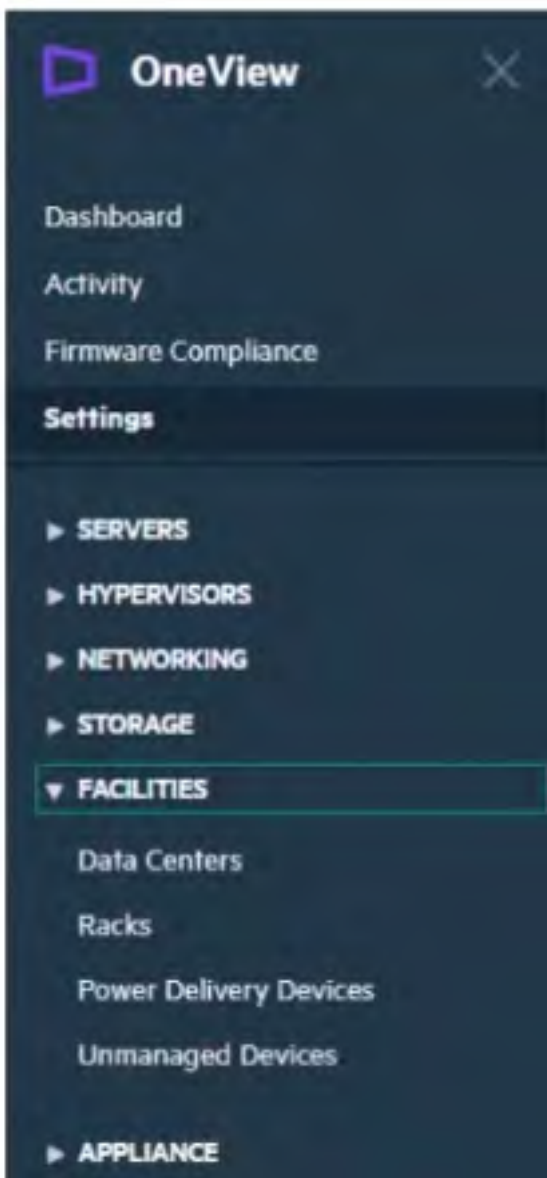 OneView
Dashboard
Activity
Firmware Compliance
Settings
SERVERS
HYPERVISORS
NETWORKING
STORAGE
FACILITIES
Data Centers
Racks
Power Delivery Devices
Unmanaged Devices
APPLIANCE